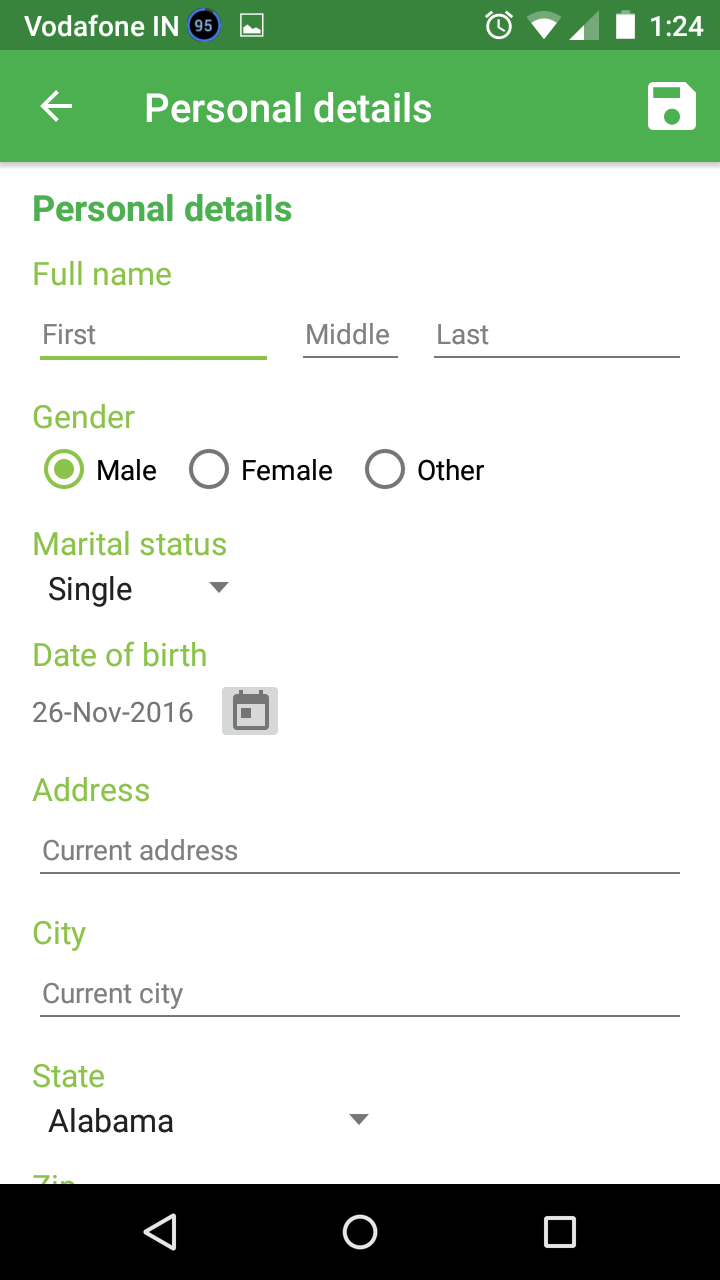 Vodafone IN 95 1:24
Personal details
Personal details
Full name
First Middle Last
Gender
Male Female Other
Marital status
Single
Date of birth
26-Nov-2016
Address
Current address
City
Current city
State
Alabama
Zip